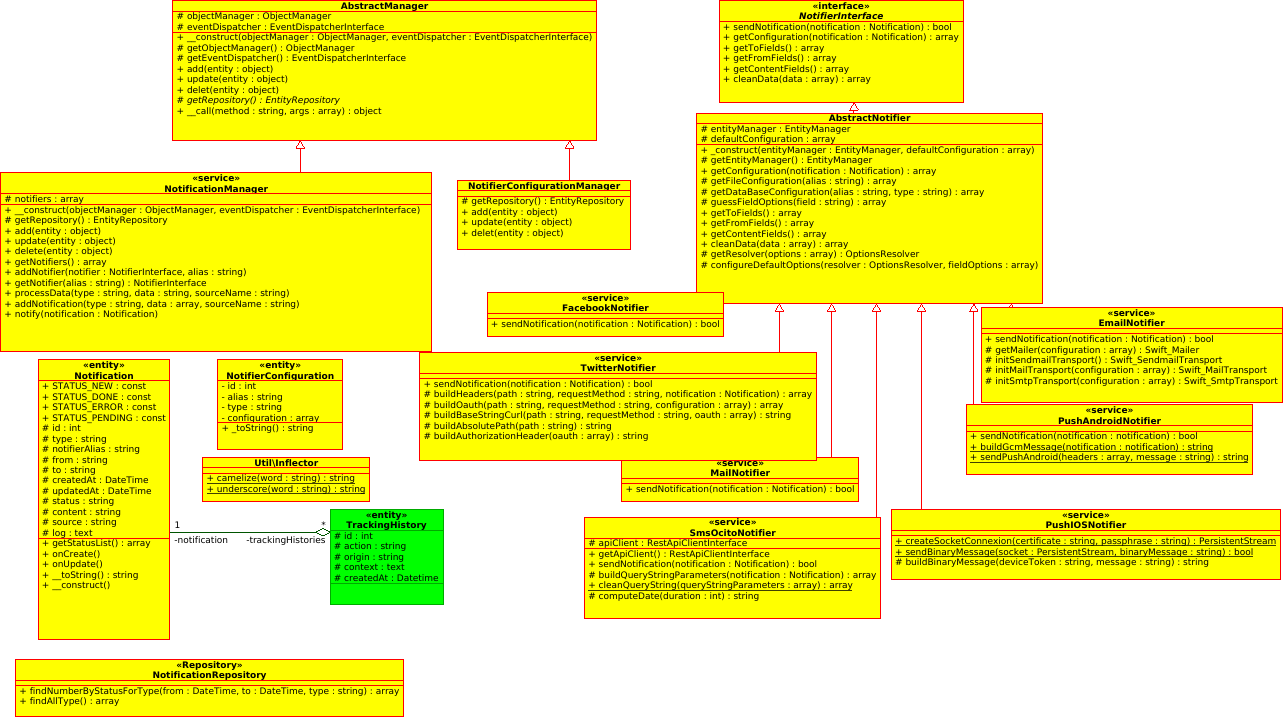 AbstractManager
# objectManager : ObjectManager
# eventDispatcher : EventDispatcherInterface
+ __construct(objectManager : ObjectManager, eventDispatcher : EventDispatcherInterface)
# getObjectManager() : ObjectManager
# getEventDispatcher() : EventDispatcherInterface
+ add(entity : object)
+ update(entity : object)
+ delet(entity : object)
# getRepository() : EntityRepository
+ __call(method : string, args : array) : object
«interface»
NotifierInterface
+ sendNotification(notification : Notification) : bool
+ getConfiguration(notification : Notification) : array
+ getToFields() : array
+ getFromFields() : array
+ getContentFields() : array
+ cleanData(data : array) : array
AbstractNotifier
# entityManager : EntityManager
# defaultConfiguration : array
+ _construct(entityManager : EntityManager, defaultConfiguration : array)
# getEntityManager() : EntityManager
+ getConfiguration(notification : Notification) : array
# getFileConfiguration(alias : string) : array
# getDataBaseConfiguration(alias : string, type : string) : array
# guessFieldOptions(field : string) : array
+ getToFields() : array
+ getFromFields() : array
+ getContentFields() : array
+ cleanData(data : array) : array
# getResolver(options : array) : OptionsResolver
# configureDefaultOptions(resolver : OptionsResolver, fieldOptions : array)
«service»
NotificationManager
# notifiers : array
+ __construct(objectManager : ObjectManager, eventDispatcher : EventDispatcherInterface)
# getRepository() : EntityRepository
+ add(entity : object)
+ update(entity : object)
+ delete(entity : object)
+ getNotifiers() : array
+ addNotifier(notifier : NotifierInterface, alias : string)
+ getNotifier(alias : string) : NotifierInterface
+ processData(type : string, data : string, sourceName : string)
+ addNotification(type : string, data : array, sourceName : string)
+ notify(notification : Notification)
NotifierConfigurationManager
# getRepository() : EntityRepository
+ add(entity : object)
+ update(entity : object)
+ delet(entity : object)
«service»
FacebookNotifier
+ sendNotification(notification : Notification) : bool
«service»
EmailNotifier
+ sendNotification(notification : Notification) : bool
# getMailer(configuration : array) : Swift_Mailer
# initSendmailTransport() : Swift_SendmailTransport
# initMailTransport(configuration : array) : Swift_MailTransport
# initSmtpTransport(configuration : array) : Swift_SmtpTransport
«entity»
Notification
+ STATUS_NEW : const
+ STATUS_DONE : const
+ STATUS_ERROR : const
+ STATUS_PENDING : const
# id : int
# type : string
# notifierAlias : string
# from : string
# to : string
# createdAt : DateTime
# updatedAt : DateTime
# status : string
# content : string
# source : string
# log : text
+ getStatusList() : array
+ onCreate()
+ onUpdate()
+ __toString() : string
+ __construct()
«entity»
NotifierConfiguration
- id : int
- alias : string
- type : string
- configuration : array
+ _toString() : string
«service»
TwitterNotifier
+ sendNotification(notification : Notification) : bool
# buildHeaders(path : string, requestMethod : string, notification : Notification) : array
# buildOauth(path : string, requestMethod : string, configuration : array) : array
# buildBaseStringCurl(path : string, requestMethod : string, oauth : array) : string
# buildAbsolutePath(path : string) : string
# buildAuthorizationHeader(oauth : array) : string
«service»
PushAndroidNotifier
+ sendNotification(notification : notification) : bool
# buildGcmMessage(notification : notification) : string
+ sendPushAndroid(headers : array, message : string) : string
Util\Inflector
+ camelize(word : string) : string
+ underscore(word : string) : string
«service»
MailNotifier
+ sendNotification(notification : Notification) : bool
1
*
-notification
-trackingHistories
«entity»
TrackingHistory
# id : int
# action : string
# origin : string
# context : text
# createdAt : Datetime
«service»
SmsOcitoNotifier
# apiClient : RestApiClientInterface
+ getApiClient() : RestApiClientInterface
+ sendNotification(notification : Notification) : bool
# buildQueryStringParameters(notification : Notification) : array
+ cleanQueryString(queryStringParameters : array) : array
# computeDate(duration : int) : string
«service»
PushIOSNotifier
+ createSocketConnexion(certificate : string, passphrase : string) : PersistentStream
+ sendBinaryMessage(socket : PersistentStream, binaryMessage : string) : bool
# buildBinaryMessage(deviceToken : string, message : string) : string
«Repository»
NotificationRepository
+ findNumberByStatusForType(from : DateTime, to : DateTime, type : string) : array
+ findAllType() : array